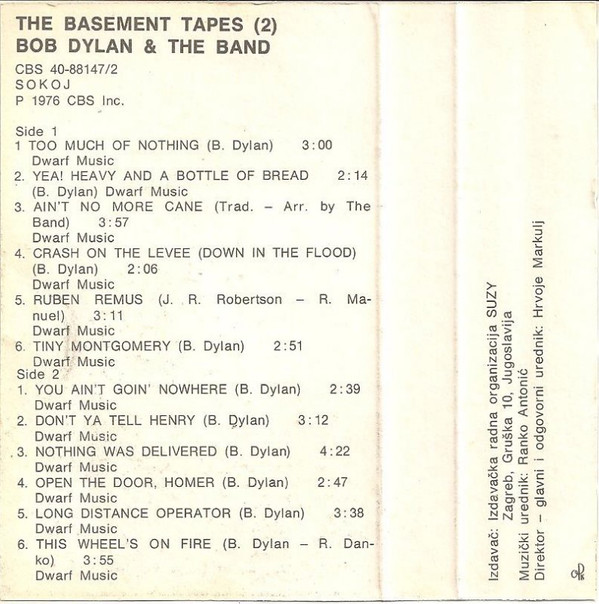 THE BASEMENT TAPES (2)
BOB DYLAN & THE BAND
CBS 40-88147/2
SOKOJ
P 1976 CBS Inc.
Side 1
1 TOO MUCH OF NOTHING (B. Dylan) 3:00
Dwarf Music
2. YEA! HEAVY AND A BOTTLE OF BREAD 2:14
(B. Dylan) Dwarf Music
3. AIN'T NO MORE CANE (Trad. – Arr. by The
Band) 3:57
Dwarf Music
4. CRASH ON THE LEVEE (DOWN IN THE FLOOD)
(B. Dylan) 2:06
Dwarf Music
5. RUBEN REMUS (J. R. Robertson – R. Ma-
nuel) 3:11
Dwarf Music
6. TINY MONTGOMERY (B. Dylan) 2:51
Dwarf Music
Side 2
1. YOU AIN'T GOIN' NOWHERE (B. Dylan) 2:39
Dwarf Music
2. DON'T YA TELL HENRY (B. Dylan) 3:12
Dwarf Music
3. NOTHING WAS DELIVERED (B. Dylan) 4:22
Dwarf Music
4. OPEN THE DOOR, HOMER (B. Dylan) 2:47
Dwarf Music
5. LONG DISTANCE OPERATOR (B. Dylan) 3:38
Dwarf Music
6. THIS WHEEL'S ON FIRE (B. Dylan – R. Dan-
ko) 3:55
Dwarf Music
Izdavač: Izdavačka radna organizacija SUZY
Zagreb, Gruška 10, Jugoslavija
Muzički urednik: Ranko Antonić
Direktor – glavni i odgovorni urednik: Hrvoje Markulj